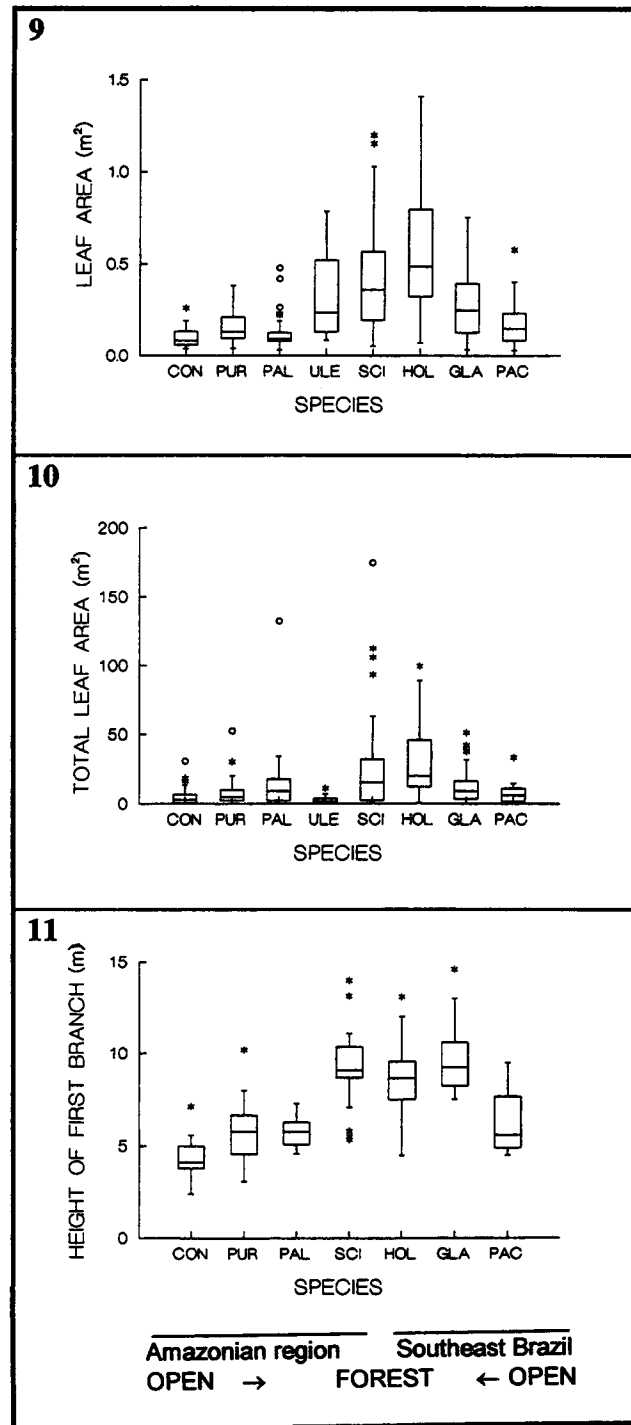 9
1.5
1.0
0.5
0.0
LEAF AREA (m²)
CON PUR PAL ULE SCI HOL GLA PAC
SPECIES
10
200
150
100
50
0
TOTAL LEAF AREA (m²)
CON PUR PAL ULE SCI HOL GLA PAC
SPECIES
11
15
10
5
0
HEIGHT OF FIRST BRANCH (m)
CON PUR PAL SCI HOL GLA PAC
SPECIES
Amazonian region Southeast Brazil
OPEN → FOREST ← OPEN